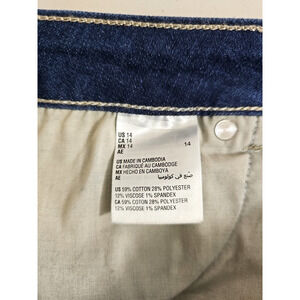 US 14
CA 14
MX 14
AE
14
US MADE IN CAMBODIA
CA FABRIQUÉ AU CAMBODGE
MX HECHO EN CAMBOYA
AE صنع في كولومبيا
US 59% COTTON 28% POLYESTER
12% VISCOSE 1% SPANDEX
CA 59% COTTON 28% POLYESTER
12% VISCOSE 1% SPANDEX